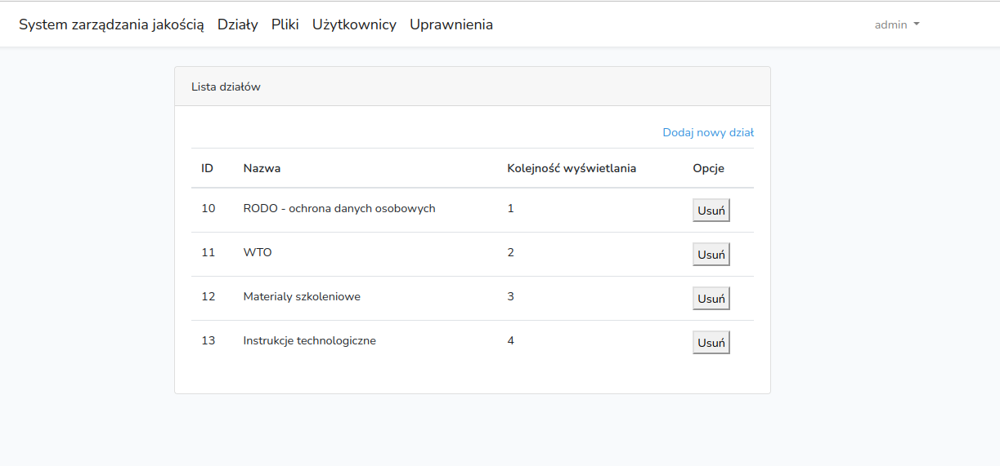 System zarządzania jakością Działy Pliki Użytkownicy Uprawnienia admin
Lista działów
Dodaj nowy dział
ID Nazwa Kolejność wyświetlania Opcje
10 RODO - ochrona danych osobowych 1 Usuń
11 WTO 2 Usuń
12 Materialy szkoleniowe 3 Usuń
13 Instrukcje technologiczne 4 Usuń